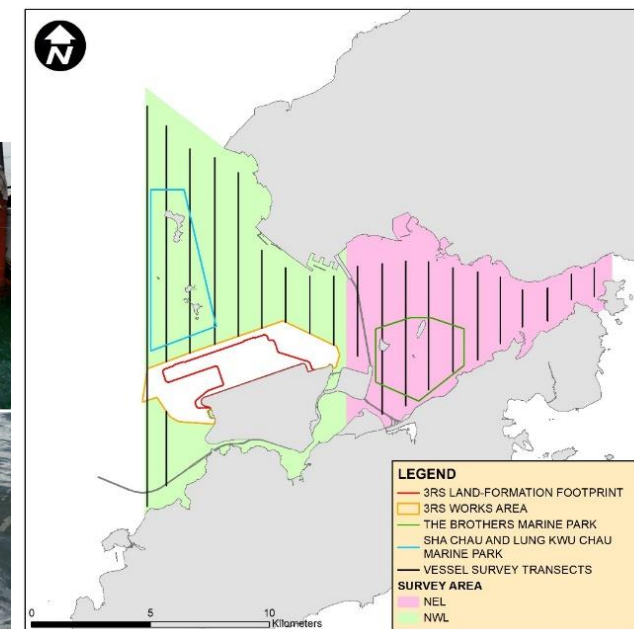 N
LEGEND
3RS LAND-FORMATION FOOTPRINT
3RS WORKS AREA
THE BROTHERS MARINE PARK
SHA CHAU AND LUNG KWU CHAU
MARINE PARK
VESSEL SURVEY TRANSECTS
SURVEY AREA
NEL
NWL
0 5 10
Kilometers